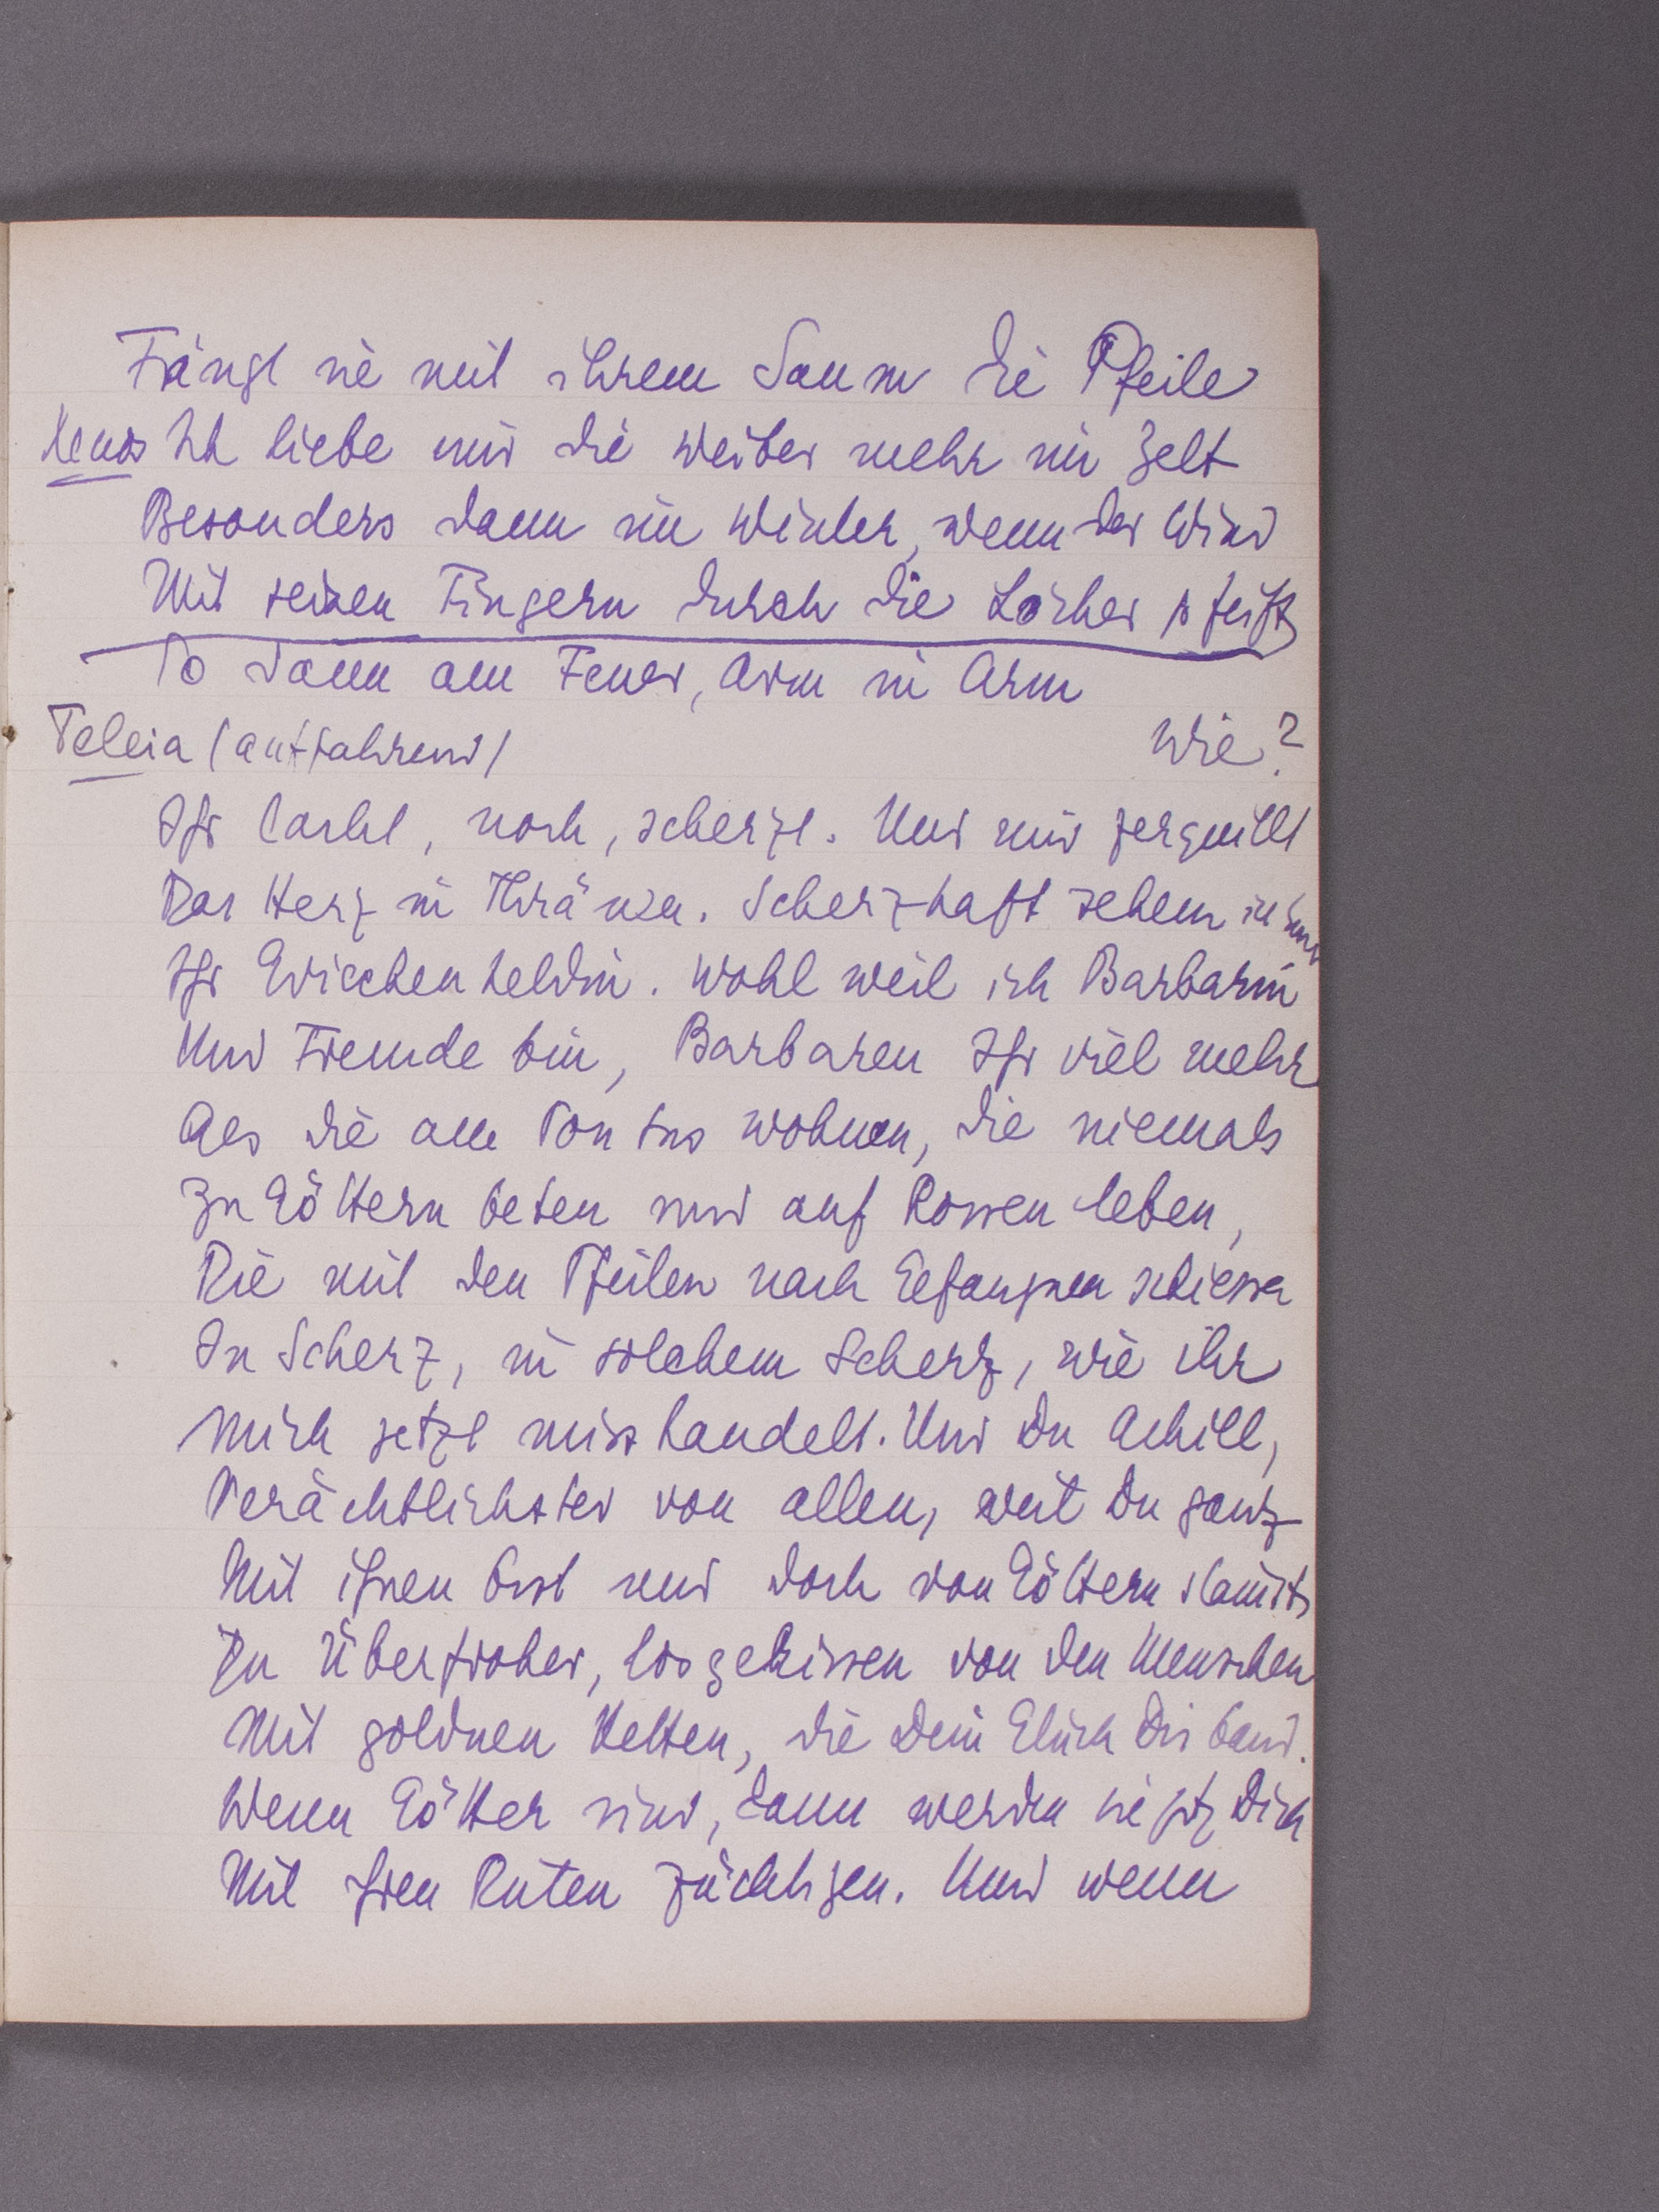 Fängt sie mit ihrem Saum die Pfeile
Xenos Ich liebe mir die Weiber mehr im Zelt
Besonders dann im Winter, wenn der Wind
Mit seinen Fingern durch die Löcher pfeift
So dann am Feuer, Arm in Arm
Teleia (auffahrend) Wie?
Ihr lacht, noch, scherzt. Und mir zerquillt
Das Herz in Thränen. Scherzhaft sehem ich
Ihr Griechenheldin. Wohl weil ich Barbarin
Und Fremde bin, Barbaren Ihr viel mehr
Als die am Pontus wohnen, die niemals
Zu Göttern beten und auf Rossen leben,
Die mit den Pfeilen nach Gefangnen schiessen
In Scherz, in solchem Scherz, wie ihr
Mich jetzt misshandelt. Und Du Achill,
Verächtlichster von allen, weil Du ganz
Mit ihnen bist und doch von Göttern stammst
Du Überfroher, losgerissen von den Menschen
Mit goldnen Ketten, die Dein Glück Dir band.
Wenn Götter sind, dann werden sie jetz Dich
Mit ihren Ruten züchtigen. Und wenn